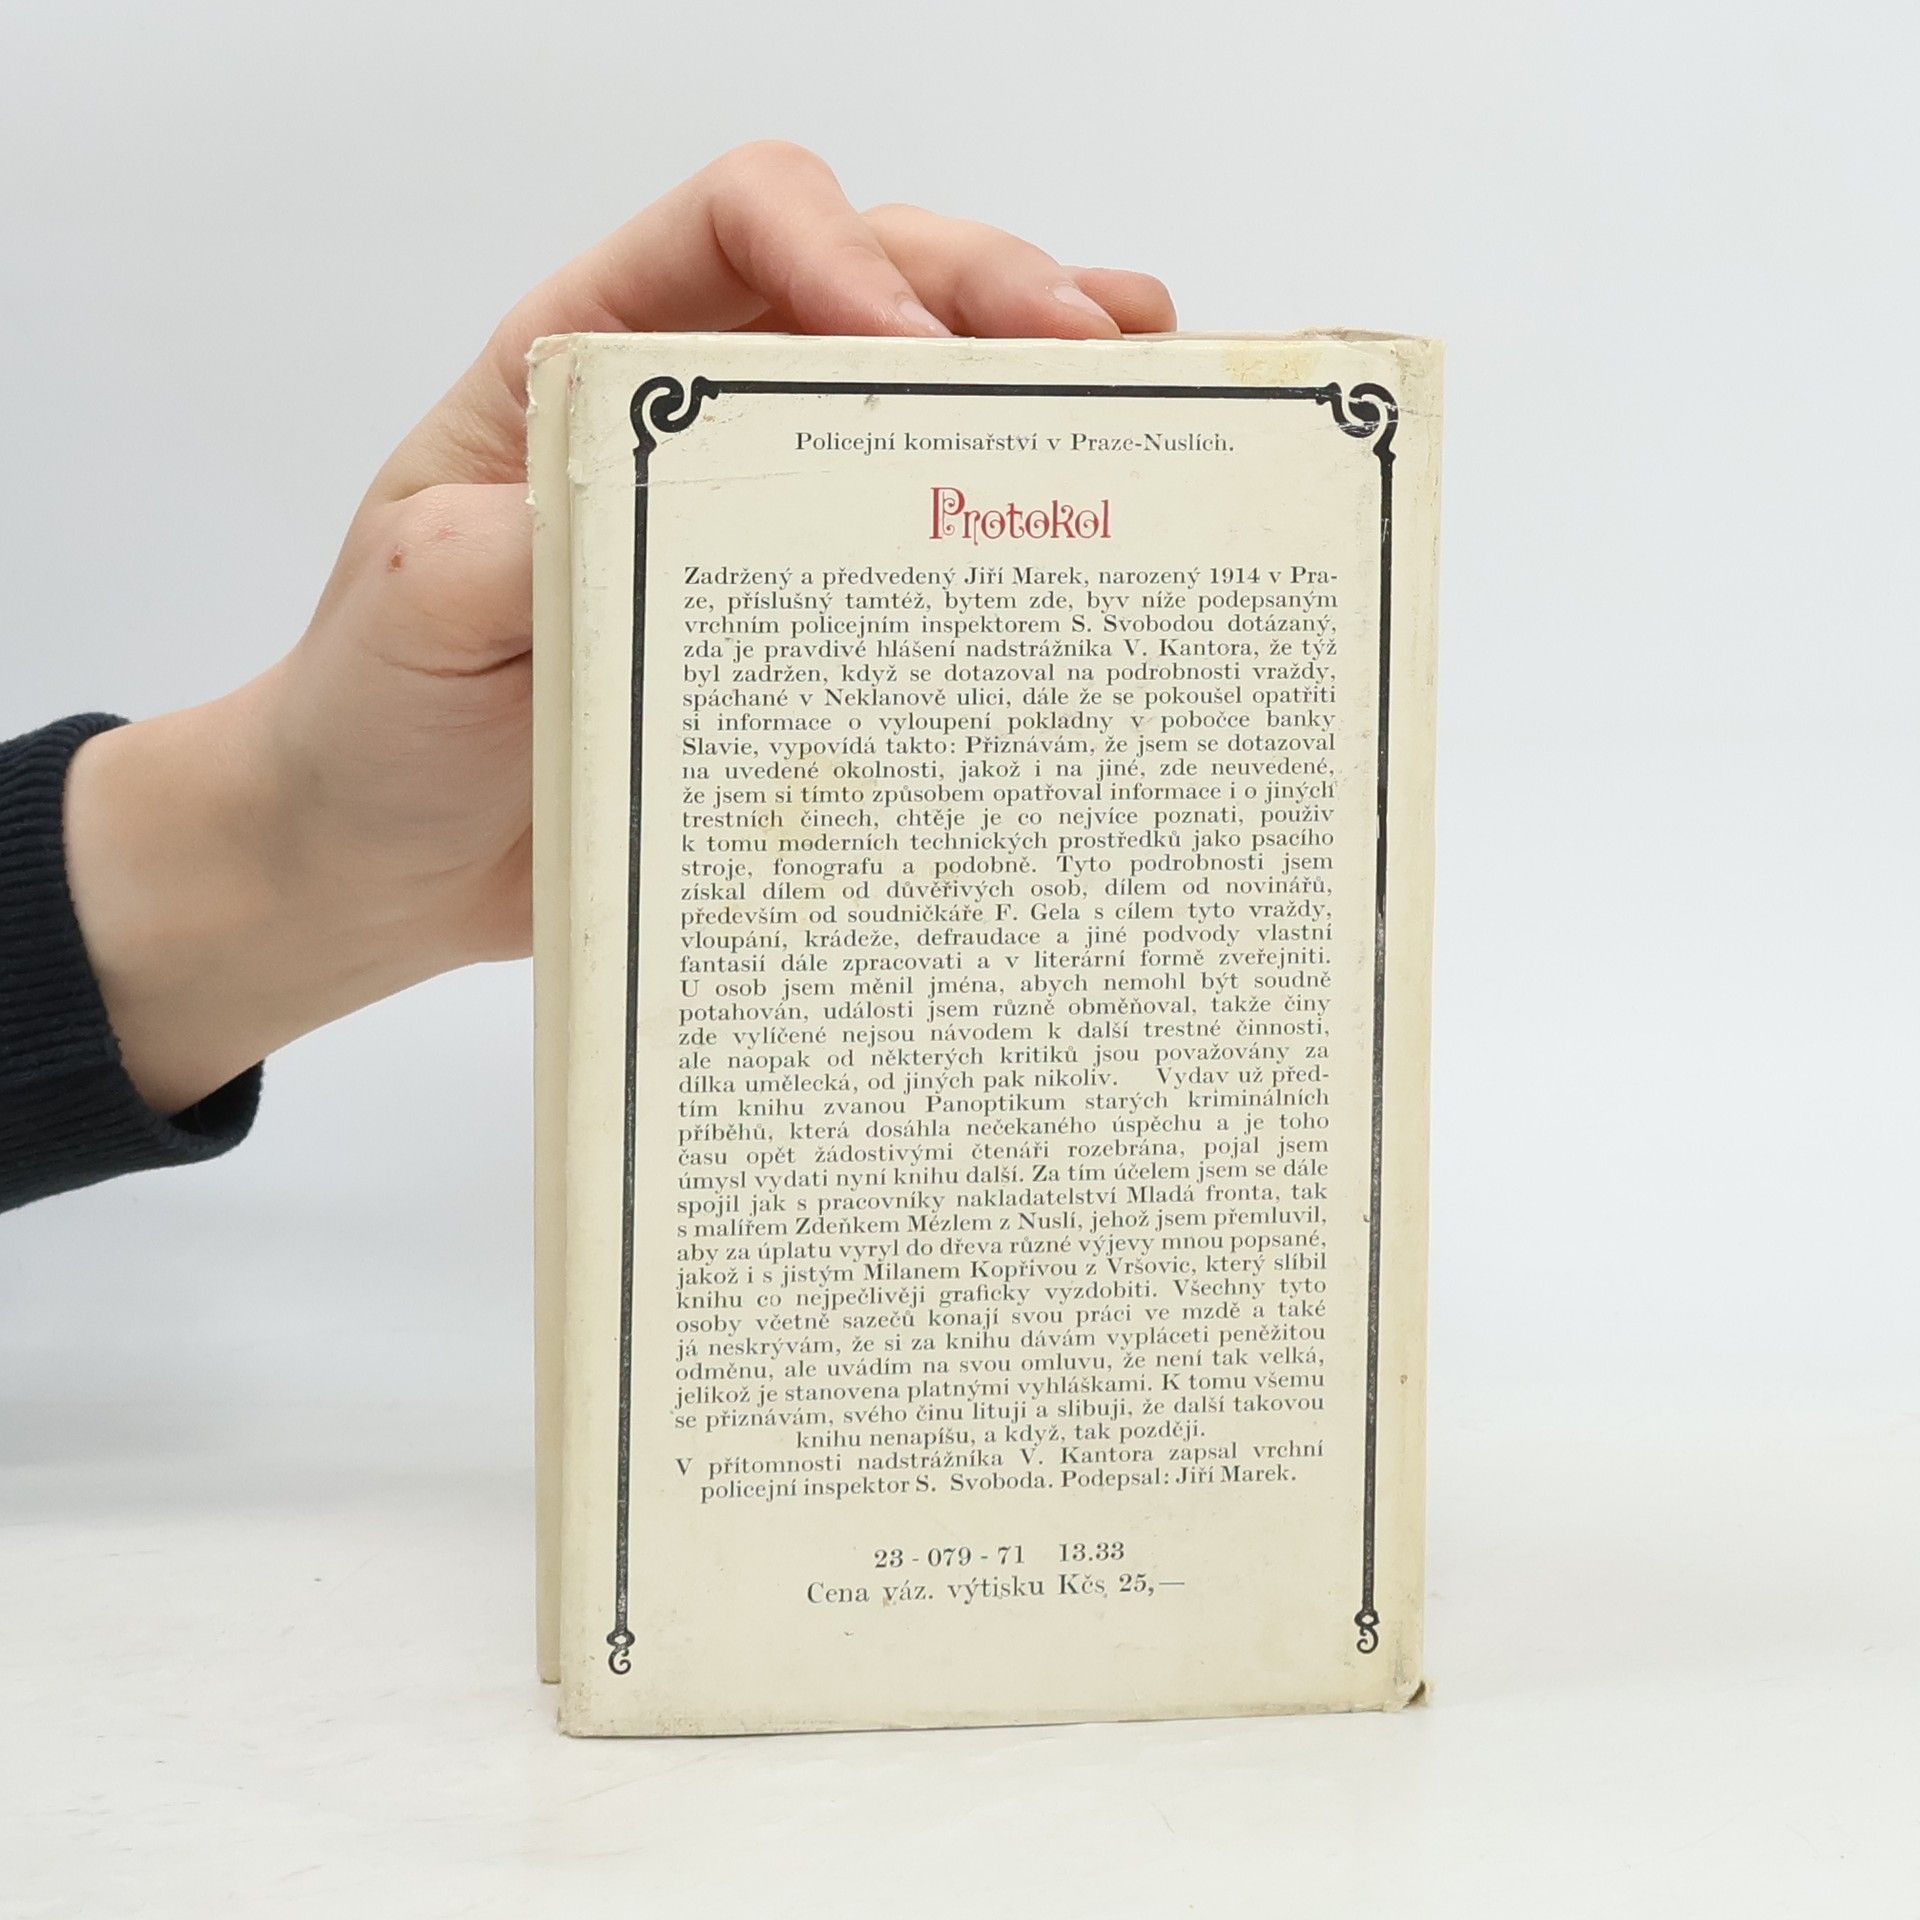 Policejní komisařství v Praze-Nuslích.
Protokol
Zadržený a předvedený Jiří Marek, narozený 1914 v Pra-
ze, příslušný tamtéž, bytem zde, byv níže podepsaným
vrchním policejním inspektorem S. Svobodou dotázaný,
zda je pravdivé hlášení nadstrážníka V. Kantora, že týž
byl zadržen, když se dotazoval na podrobnosti vraždy,
spáchané v Neklanově ulici, dále že se pokoušel opatřiti
si informace o vyloupení pokladny v pobočce banky
Slavie, vypovídá takto: Přiznávám, že jsem se dotazoval
na uvedené okolnosti, jakož i na jiné, zde neuvedené,
že jsem si tímto způsobem opatřoval informace i o jiných
trestních činech, chtěje je co nejvíce poznati, použiv
k tomu moderních technických prostředků jako psacího
stroje, fonografu a podobně. Tyto podrobnosti jsem
získal dílem od důvěřivých osob, dílem od novinářů,
především od soudničkáře F. Gela s cílem tyto vraždy,
vloupání, krádeže, defraudace a jiné podvody vlastní
fantasií dále zpracovati a v literární formě zveřejniti.
U osob jsem měnil jména, abych nemohl být soudně
potahován, události jsem různě obměňoval, takže činy
zde vylíčené nejsou návodem k další trestné činnosti,
ale naopak od některých kritiků jsou považovány za
dílka umělecká, od jiných pak nikoliv. Vydav už před-
tím knihu zvanou Panoptikum starých kriminálních
příběhů, která dosáhla nečekaného úspěchu a je toho
času opět žádostivými čtenáři rozebrána, pojal jsem
úmysl vydati nyní knihu další. Za tím účelem jsem se dále
spojil jak s pracovníky nakladatelství Mladá fronta, tak
s malířem Zdeňkem Mézlem z Nuslí, jehož jsem přemluvil,
aby za úplatu vyryl do dřeva různé výjevy mnou popsané,
jakož i s jistým Milanem Kopřivou z Vršovic, který slíbil
knihu co nejpečlivěji graficky vyzdobiti. Všechny tyto
osoby včetně sazečů konají svou práci ve mzdě a také
já neskrývám, že si za knihu dávám vypláceti peněžitou
odměnu, ale uvádím na svou omluvu, že není tak velká,
jelikož je stanovena platnými vyhláškami. K tomu všemu
se přiznávám, svého činu lituji a slibuji, že další takovou
knihu nenapíšu, a když, tak později.
V přítomnosti nadstrážníka V. Kantora zapsal vrchní
policejní inspektor S. Svoboda. Podepsal: Jiří Marek.
23 - 079 - 71 13.33
Cena váz. výtisku Kčs 25,—